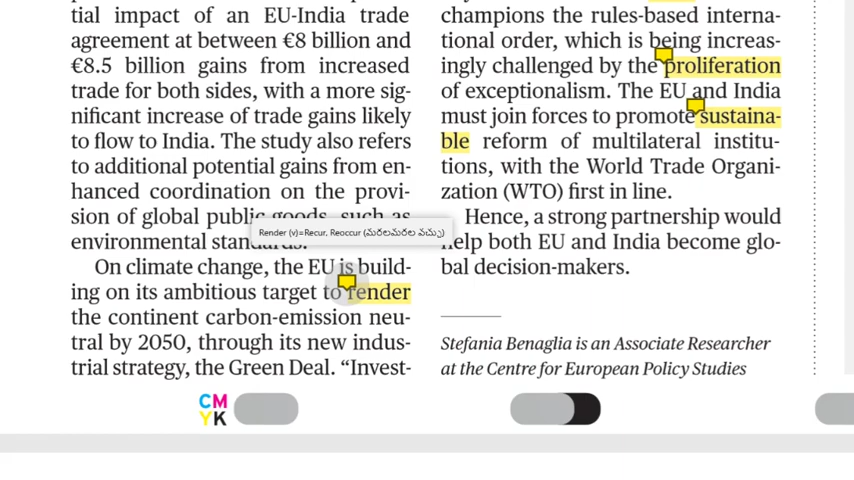 tial impact of an EU-India trade
agreement at between €8 billion and
€8.5 billion gains from increased
trade for both sides, with a more sig-
nificant increase of trade gains likely
to flow to India. The study also refers
to additional potential gains from en-
hanced coordination on the provi-
sion of global public goods, such as
environmental standards.
Render (v)=Recur, Reoccur (మరలమరల వచ్చు)
On climate change, the EU is build-
ing on its ambitious target to render
the continent carbon-emission neu-
tral by 2050, through its new indus-
trial strategy, the Green Deal. “Invest-
champions the rules-based interna-
tional order, which is being increas-
ingly challenged by the proliferation
of exceptionalism. The EU and India
must join forces to promote sustaina-
ble reform of multilateral institu-
tions, with the World Trade Organi-
zation (WTO) first in line.
Hence, a strong partnership would
help both EU and India become glo-
bal decision-makers.
Stefania Benaglia is an Associate Researcher
at the Centre for European Policy Studies
CM
YK